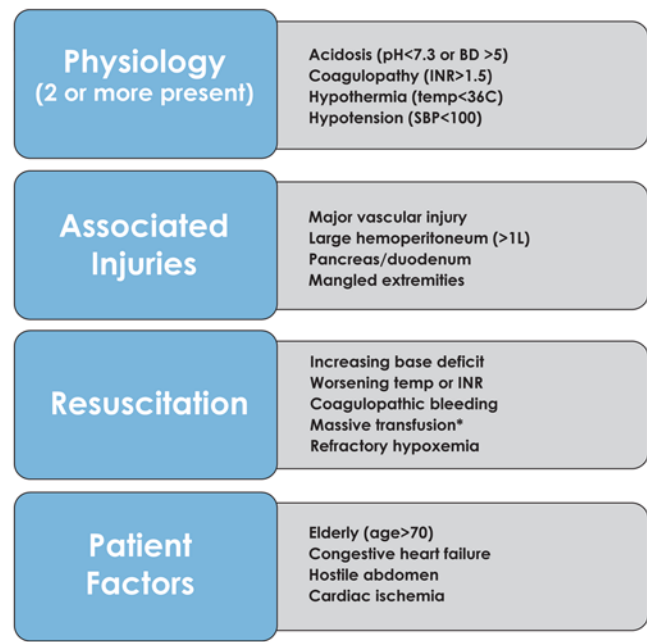 Physiology
(2 or more present)
Acidosis (pH<7.3 or BD >5)
Coagulopathy (INR>1.5)
Hypothermia (temp<36C)
Hypotension (SBP<100)
Associated
Injuries
Major vascular injury
Large hemoperitoneum (>1L)
Pancreas/duodenum
Mangled extremities
Resuscitation
Increasing base deficit
Worsening temp or INR
Coagulopathic bleeding
Massive transfusion*
Refractory hypoxemia
Patient
Factors
Elderly (age>70)
Congestive heart failure
Hostile abdomen
Cardiac ischemia